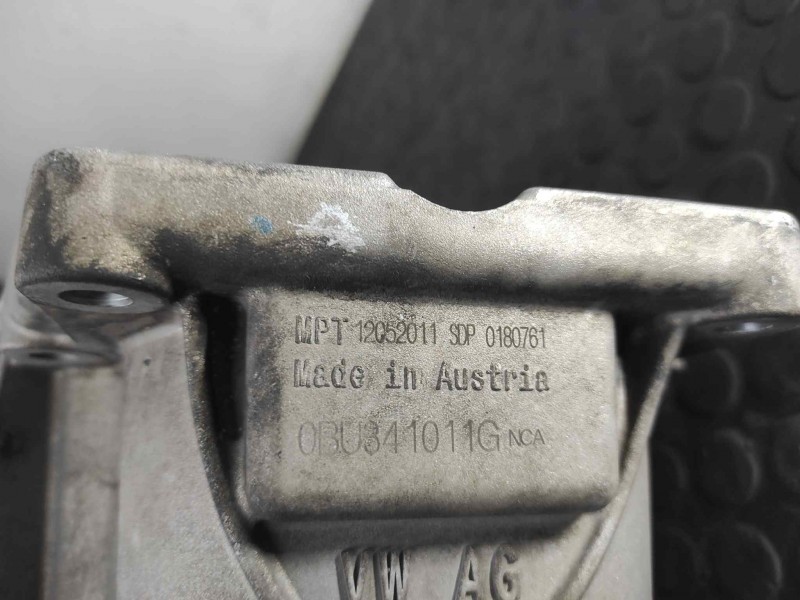 MPT 12052011 SDP 0180761
Made in Austria
0BU341011G NCA
VW AG